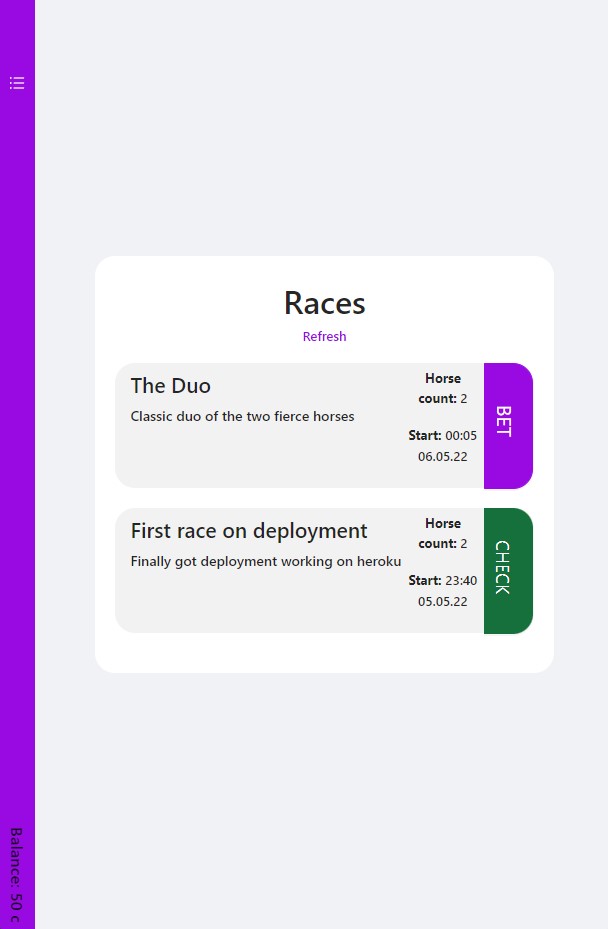 Races
Refresh
The Duo
Classic duo of the two fierce horses
Horse
count: 2
Start: 00:05
06.05.22
BET
First race on deployment
Finally got deployment working on heroku
Horse
count: 2
Start: 23:40
05.05.22
CHECK
Balance: 50 c